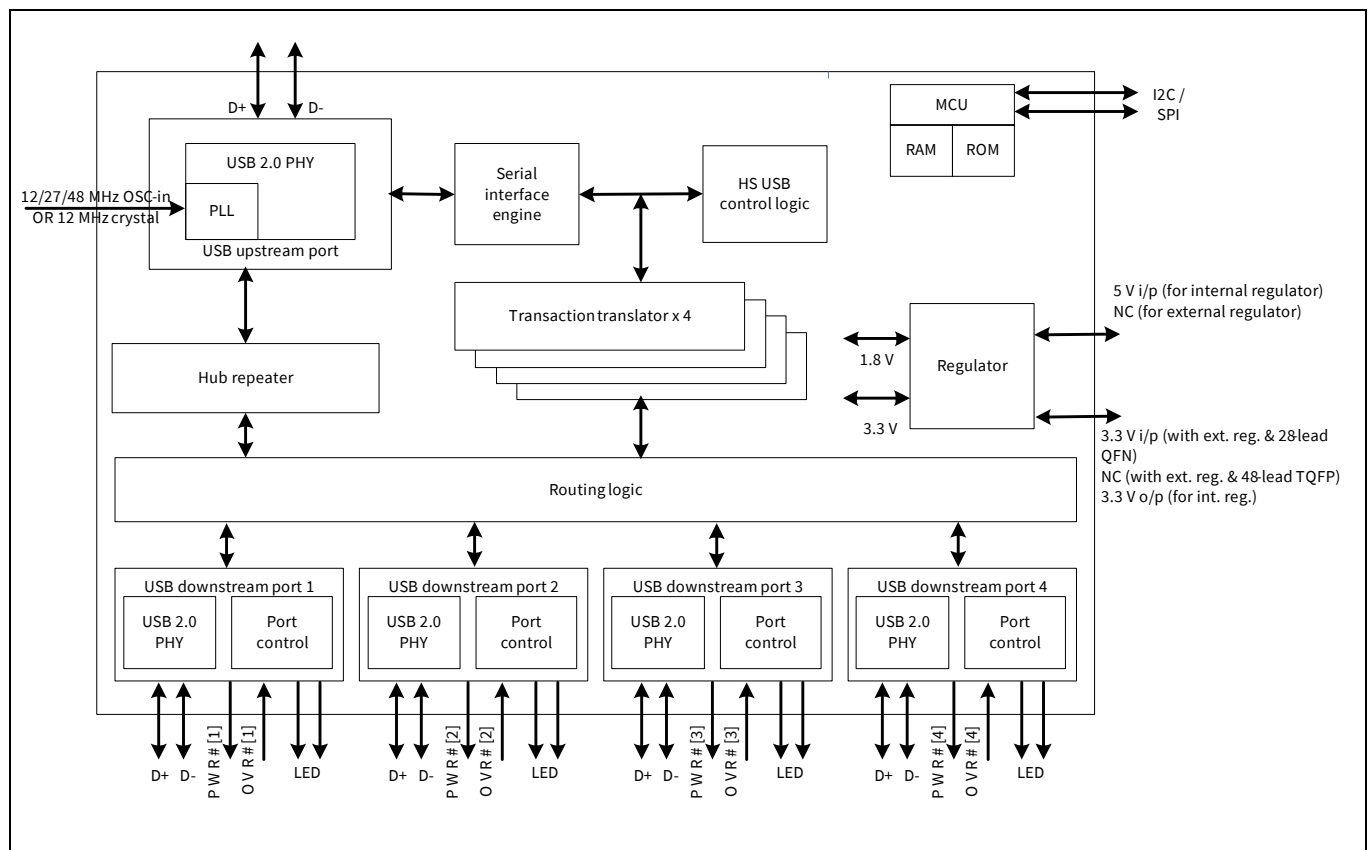 D+
D-
MCU
I2C /
SPI
RAM
ROM
USB 2.0 PHY
Serial
interface
engine
HS USB
control logic
12/27/48 MHz OSC-in
OR 12 MHz crystal
PLL
USB upstream port
5 V i/p (for internal regulator)
NC (for external regulator)
Transaction translator x 4
1.8 V
Regulator
Hub repeater
3.3 V
3.3 V i/p (with ext. reg. & 28-lead
QFN)
NC (with ext. reg. & 48-lead TQFP)
3.3 V o/p (for int. reg.)
Routing logic
USB downstream port 1
USB 2.0
PHY
Port
control
USB downstream port 2
USB 2.0
PHY
Port
control
USB downstream port 3
USB 2.0
PHY
Port
control
USB downstream port 4
USB 2.0
PHY
Port
control
D+
D-
PWR# [1]
OVR# [1]
LED
D+
D-
PWR# [2]
OVR# [2]
LED
D+
D-
PWR# [3]
OVR# [3]
LED
D+
D-
PWR# [4]
OVR# [4]
LED